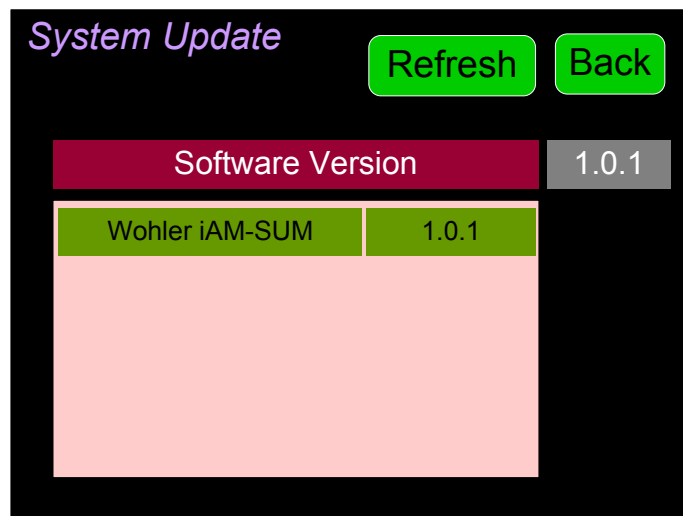 System Update
Refresh
Back
Software Version
1.0.1
Wohler iAM-SUM
1.0.1